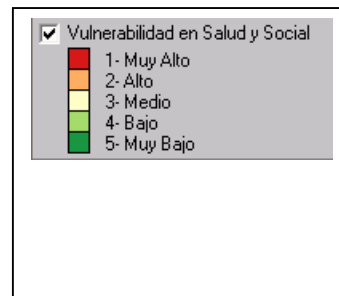 Vulnerabilidad en Salud y Social
1- Muy Alto
2- Alto
3- Medio
4- Bajo
5- Muy Bajo